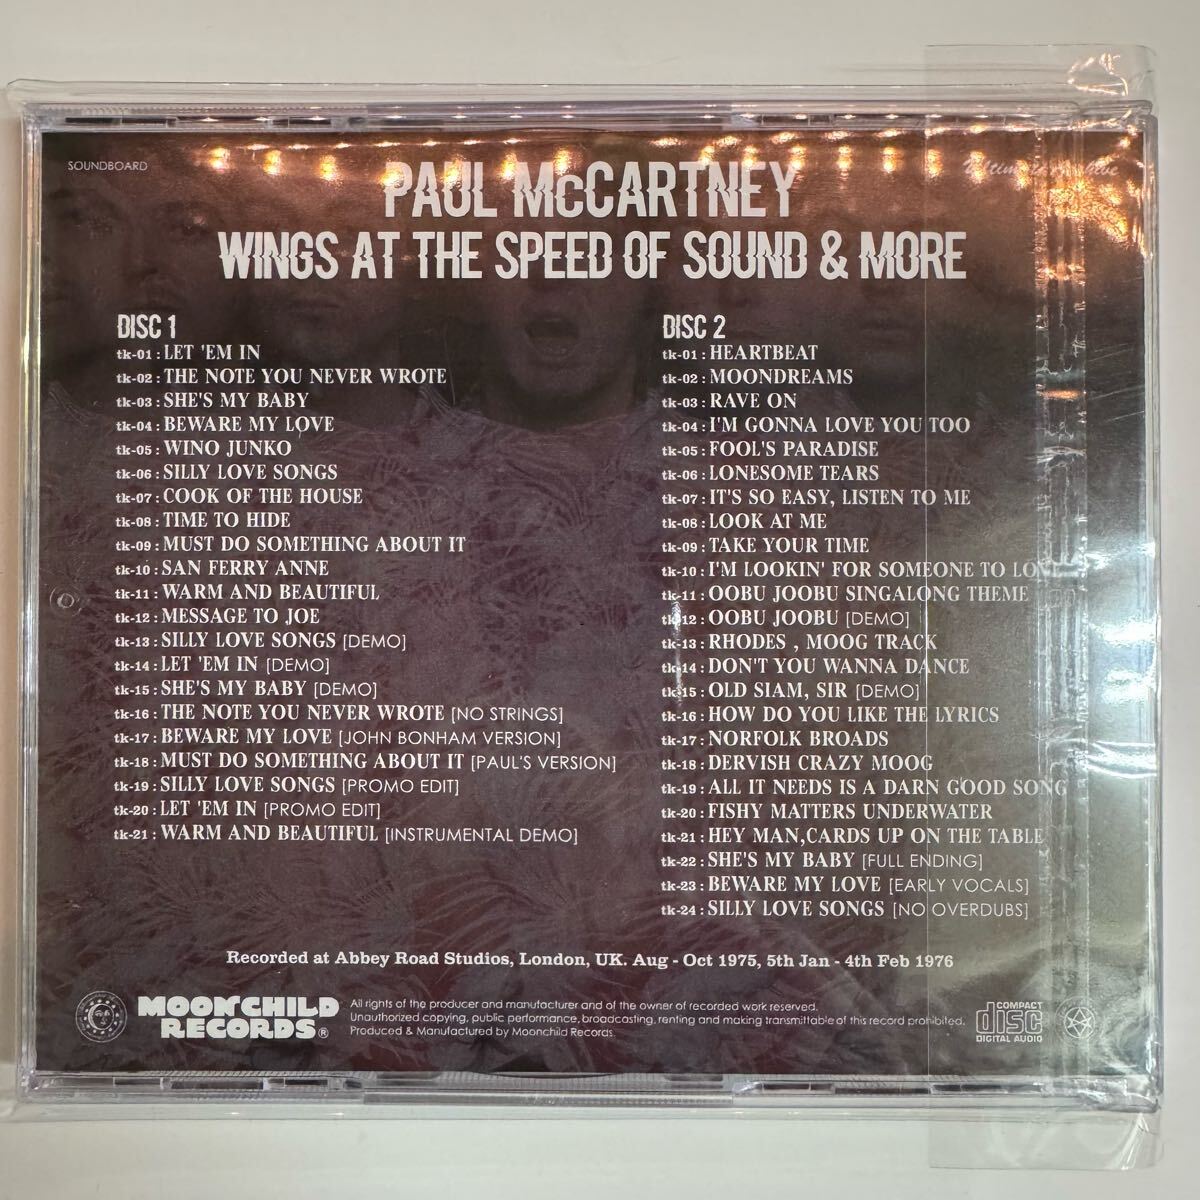 SOUNDBOARD
Ultimate Archive
PAUL McCARTNEY
WINGS AT THE SPEED OF SOUND & MORE
DISC 1
tk-01 : LET 'EM IN
tk-02 : THE NOTE YOU NEVER WROTE
tk-03 : SHE'S MY BABY
tk-04 : BEWARE MY LOVE
tk-05 : WINO JUNKO
tk-06 : SILLY LOVE SONGS
tk-07 : COOK OF THE HOUSE
tk-08 : TIME TO HIDE
tk-09 : MUST DO SOMETHING ABOUT IT
tk-10 : SAN FERRY ANNE
tk-11 : WARM AND BEAUTIFUL
tk-12 : MESSAGE TO JOE
tk-13 : SILLY LOVE SONGS [DEMO]
tk-14 : LET 'EM IN [DEMO]
tk-15 : SHE'S MY BABY [DEMO]
tk-16 : THE NOTE YOU NEVER WROTE [NO STRINGS]
tk-17 : BEWARE MY LOVE [JOHN BONHAM VERSION]
tk-18 : MUST DO SOMETHING ABOUT IT [PAUL'S VERSION]
tk-19 : SILLY LOVE SONGS [PROMO EDIT]
tk-20 : LET 'EM IN [PROMO EDIT]
tk-21 : WARM AND BEAUTIFUL [INSTRUMENTAL DEMO]
DISC 2
tk-01 : HEARTBEAT
tk-02 : MOONDREAMS
tk-03 : RAVE ON
tk-04 : I'M GONNA LOVE YOU TOO
tk-05 : FOOL'S PARADISE
tk-06 : LONESOME TEARS
tk-07 : IT'S SO EASY, LISTEN TO ME
tk-08 : LOOK AT ME
tk-09 : TAKE YOUR TIME
tk-10 : I'M LOOKIN' FOR SOMEONE TO LOVE
tk-11 : OOBU JOOBU SINGALONG THEME
tk-12 : OOBU JOOBU [DEMO]
tk-13 : RHODES , MOOG TRACK
tk-14 : DON'T YOU WANNA DANCE
tk-15 : OLD SIAM, SIR [DEMO]
tk-16 : HOW DO YOU LIKE THE LYRICS
tk-17 : NORFOLK BROADS
tk-18 : DERVISH CRAZY MOOG
tk-19 : ALL IT NEEDS IS A DARN GOOD SONG
tk-20 : FISHY MATTERS UNDERWATER
tk-21 : HEY MAN,CARDS UP ON THE TABLE
tk-22 : SHE'S MY BABY [FULL ENDING]
tk-23 : BEWARE MY LOVE [EARLY VOCALS]
tk-24 : SILLY LOVE SONGS [NO OVERDUBS]
Recorded at Abbey Road Studios, London, UK. Aug - Oct 1975, 5th Jan - 4th Feb 1976
MOONCHILD
RECORDS®
All rights of the producer and manufacturer and of the owner of recorded work reserved.
Unauthorized copying, public performance, broadcasting, renting and making transmittable of this record prohibited.
Produced & Manufactured by Moonchild Records.
COMPACT
disc
DIGITAL AUDIO